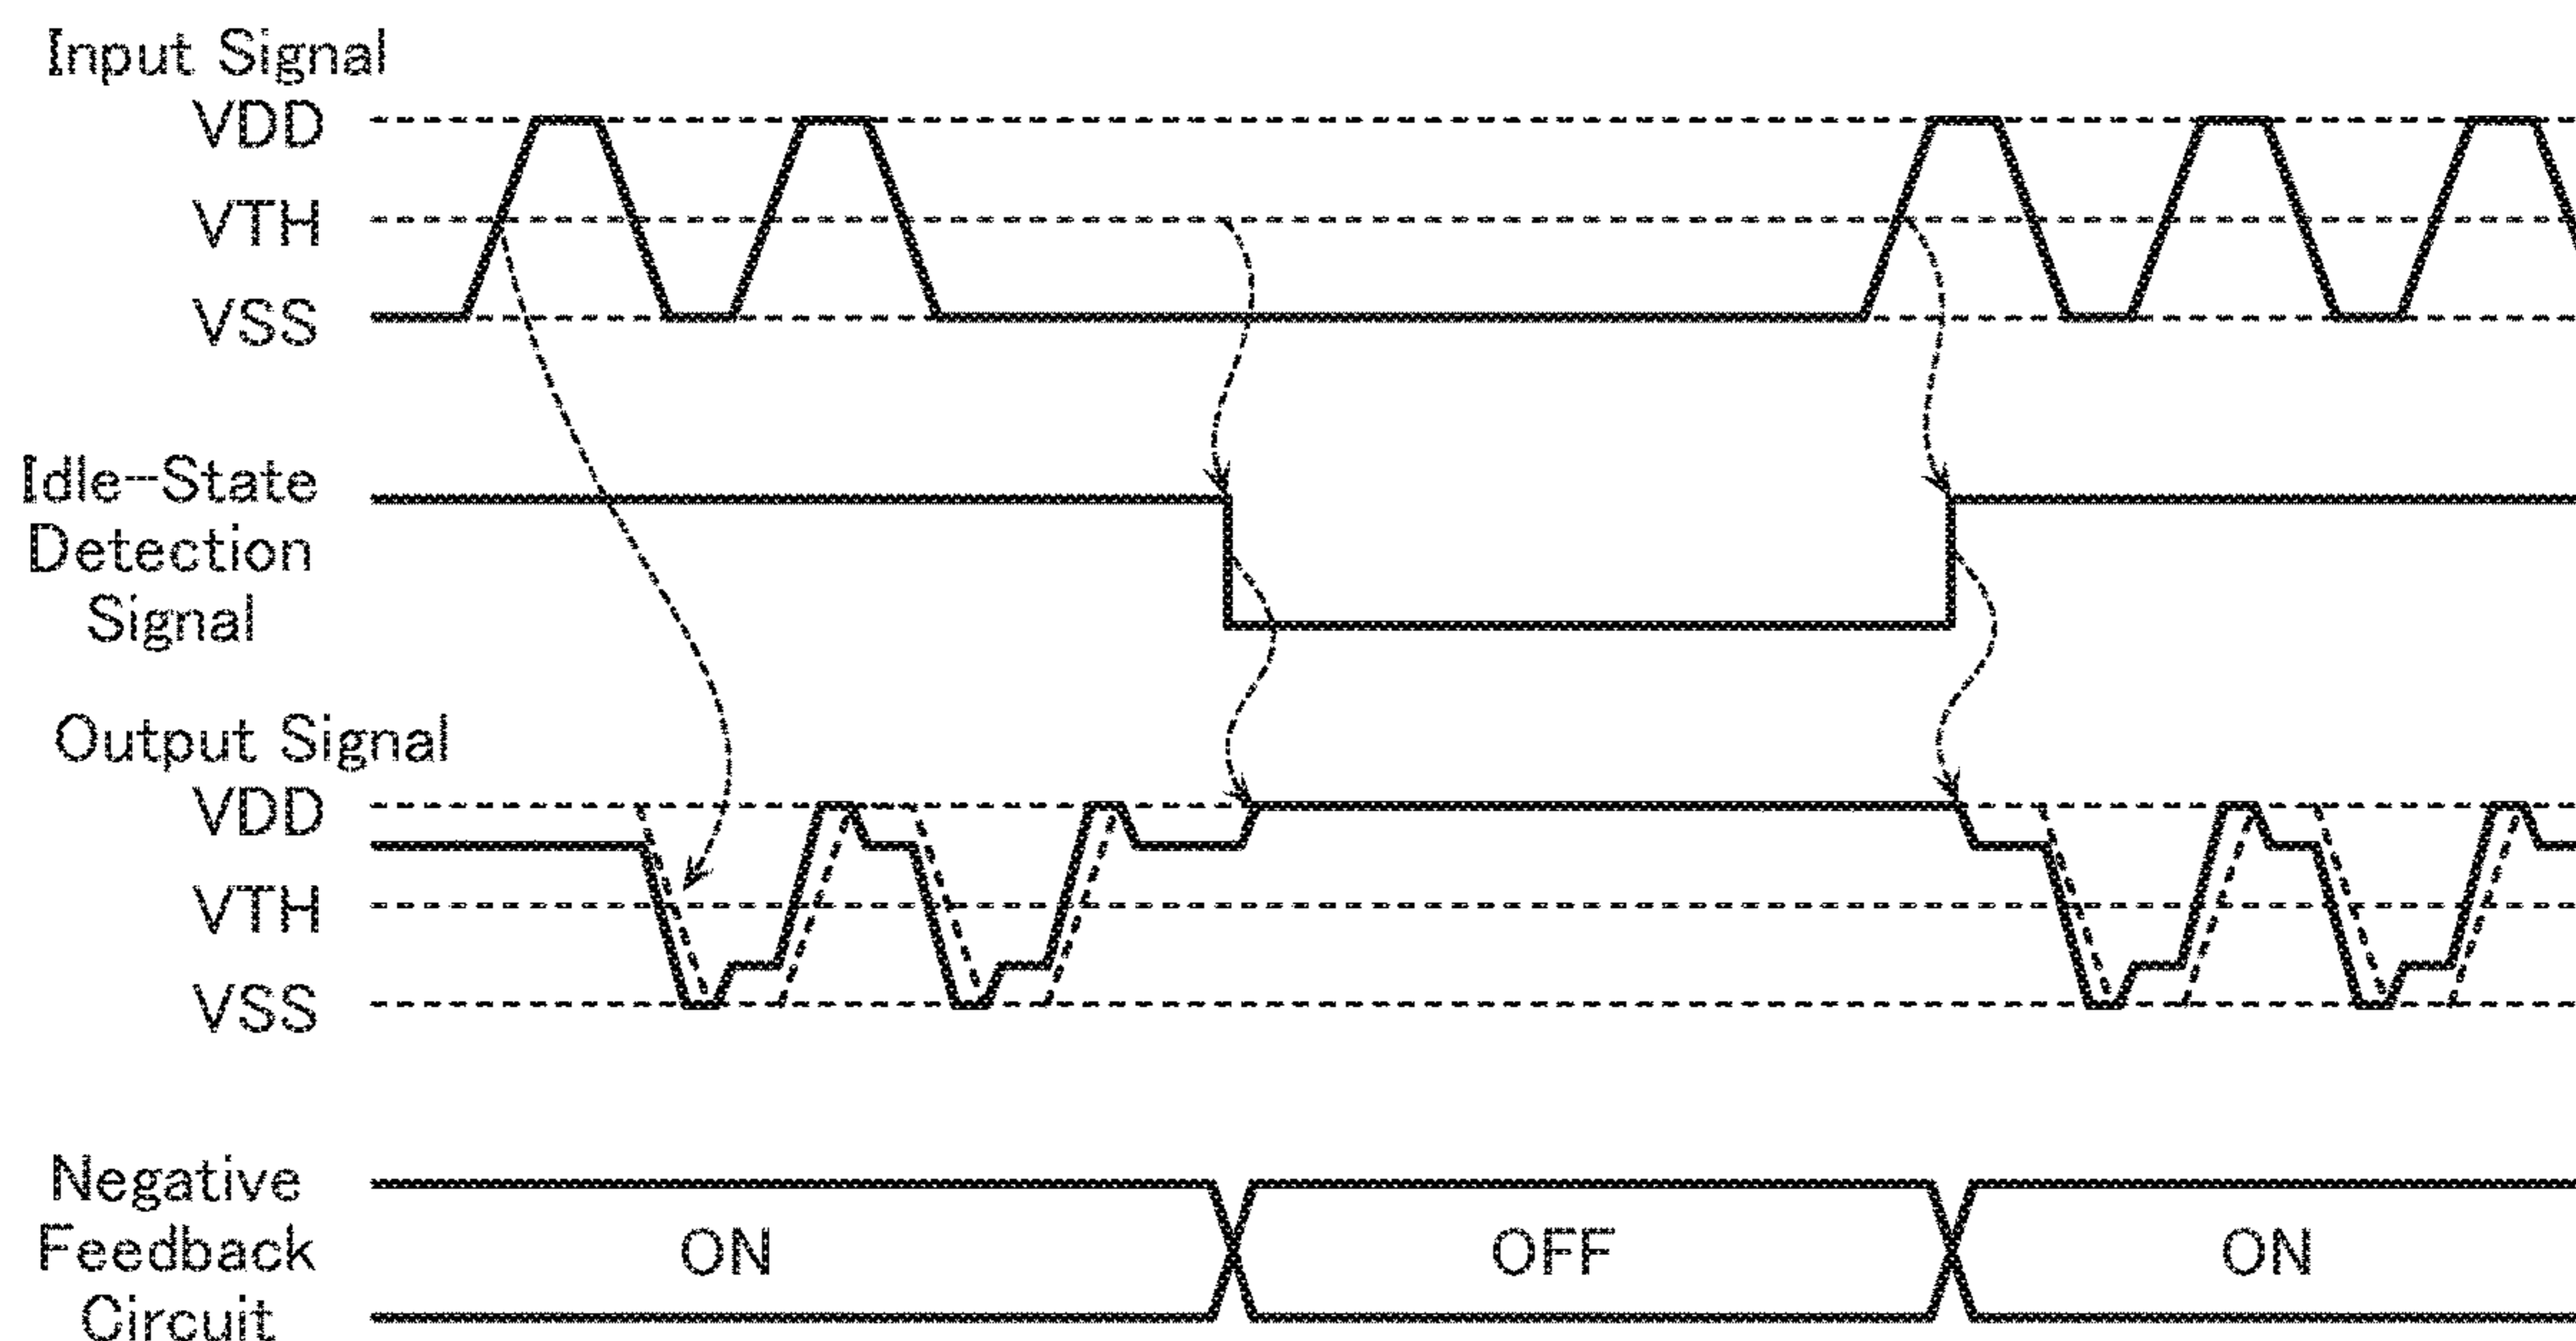 Input Signal
VDD
VTH
VSS
Idle-State
Detection
Signal
Output Signal
VDD
VTH
VSS
Negative
Feedback
Circuit
ON
OFF
ON